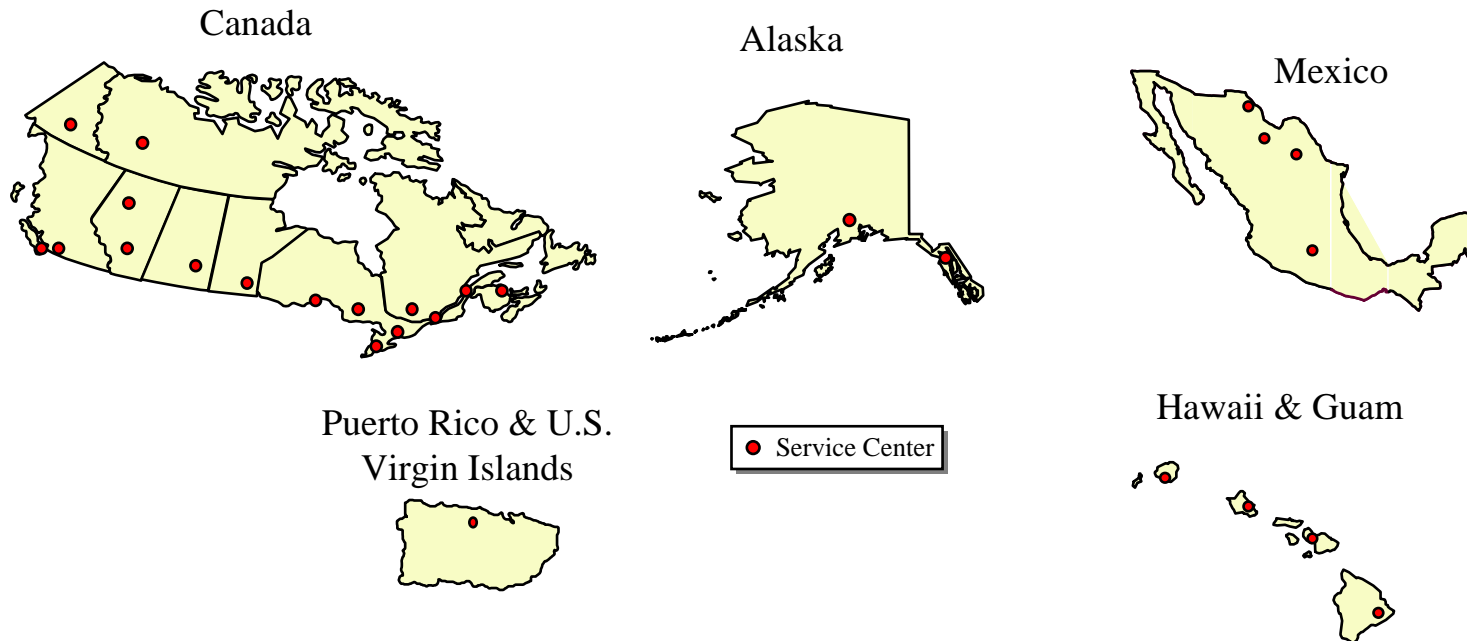 Canada
Alaska
Mexico
Puerto Rico & U.S.
Virgin Islands
Service Center
Hawaii & Guam